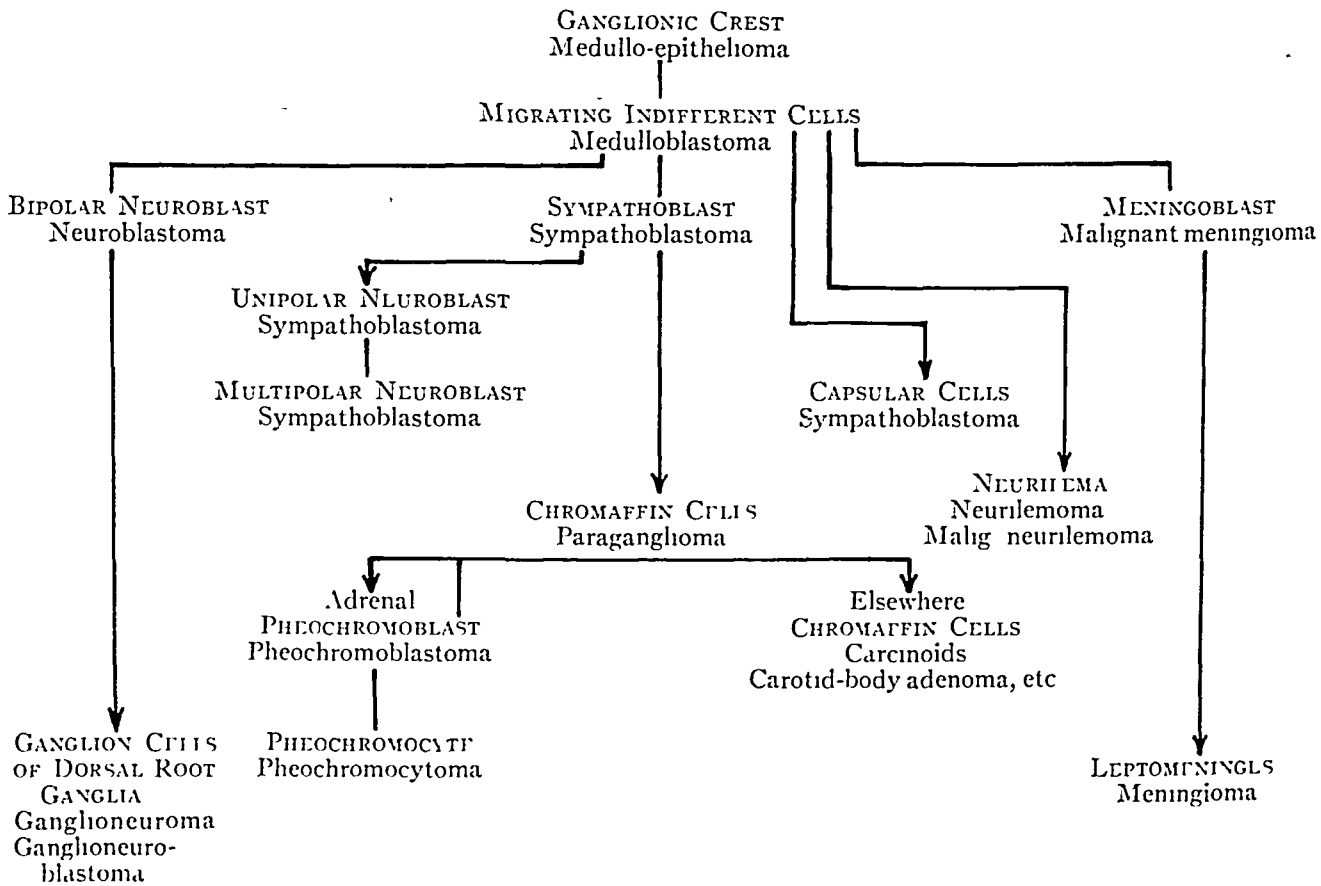 GANGLIONIC CREST
Medullo-epithelioma
MIGRATING INDIFFERENT CELLS
Medulloblastoma
BIPOLAR NEUROBLAST
Neuroblastoma
SYMPATHOBLAST
Sympathoblastoma
MENINGOBLAST
Malignant meningioma
UNIPOLAR NEUROBLAST
Sympathoblastoma
MULTIPOLAR NEUROBLAST
Sympathoblastoma
CAPSULAR CELLS
Sympathoblastoma
NEURILEMA
Neurilemoma
Malig neurilemoma
CHROMAFFIN CELLS
Paraganglioma
Adrenal
PHEOCHROMOBLAST
Pheochromoblastoma
Elsewhere
CHROMAFFIN CELLS
Carcinoids
Carotid-body adenoma, etc
GANGLION CELLS
OF DORSAL ROOT
GANGLIA
Ganglioneuroma
Ganglioneuro-
blastoma
PHEOCHROMOCYTE
Pheochromocytoma
LEPTOMENINGES
Meningioma